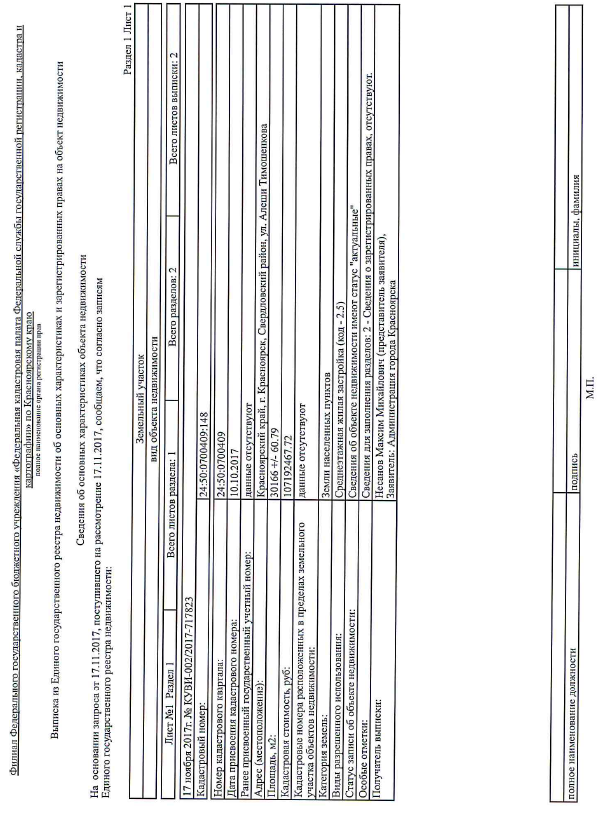 Филиал Федерального государственного бюджетного учреждения «Федеральная кадастровая палата Федеральной службы государственной регистрации, кадастра и
картографии» по Красноярскому краю
полное наименование органа регистрации прав
Выписка из Единого государственного реестра недвижимости об основных характеристиках и зарегистрированных правах на объект недвижимости
Сведения об основных характеристиках объекта недвижимости
На основании запроса от 17.11.2017, поступившего на рассмотрение 17.11.2017, сообщаем, что согласно записям
Единого государственного реестра недвижимости:
Раздел 1 Лист 1
Земельный участок
вид объекта недвижимости
Лист №1 Раздел 1 Всего листов раздела: 1 Всего разделов: 2 Всего листов выписки: 2
17 ноября 2017г. № КУВИ-002/2017-717823
Кадастровый номер: 24:50:0700409:148
Номер кадастрового квартала: 24:50:0700409
Дата присвоения кадастрового номера: 10.10.2017
Ранее присвоенный государственный учетный номер: данные отсутствуют
Адрес (местоположение): Красноярский край, г. Красноярск, Свердловский район, ул. Алеши Тимошенкова
Площадь, м2: 30166 +/- 60.79
Кадастровая стоимость, руб: 107192467.72
Кадастровые номера расположенных в пределах земельного данные отсутствуют
участка объектов недвижимости:
Категория земель: Земли населенных пунктов
Виды разрешенного использования: Среднеэтажная жилая застройка (код - 2.5)
Статус записи об объекте недвижимости: Сведения об объекте недвижимости имеют статус "актуальные"
Особые отметки: Сведения для заполнения разделов: 2 - Сведения о зарегистрированных правах, отсутствуют.
Получатель выписки: Несанов Максим Михайлович (представитель заявителя),
Заявитель: Администрация города Красноярска
полное наименование должности подпись инициалы, фамилия
М.П.